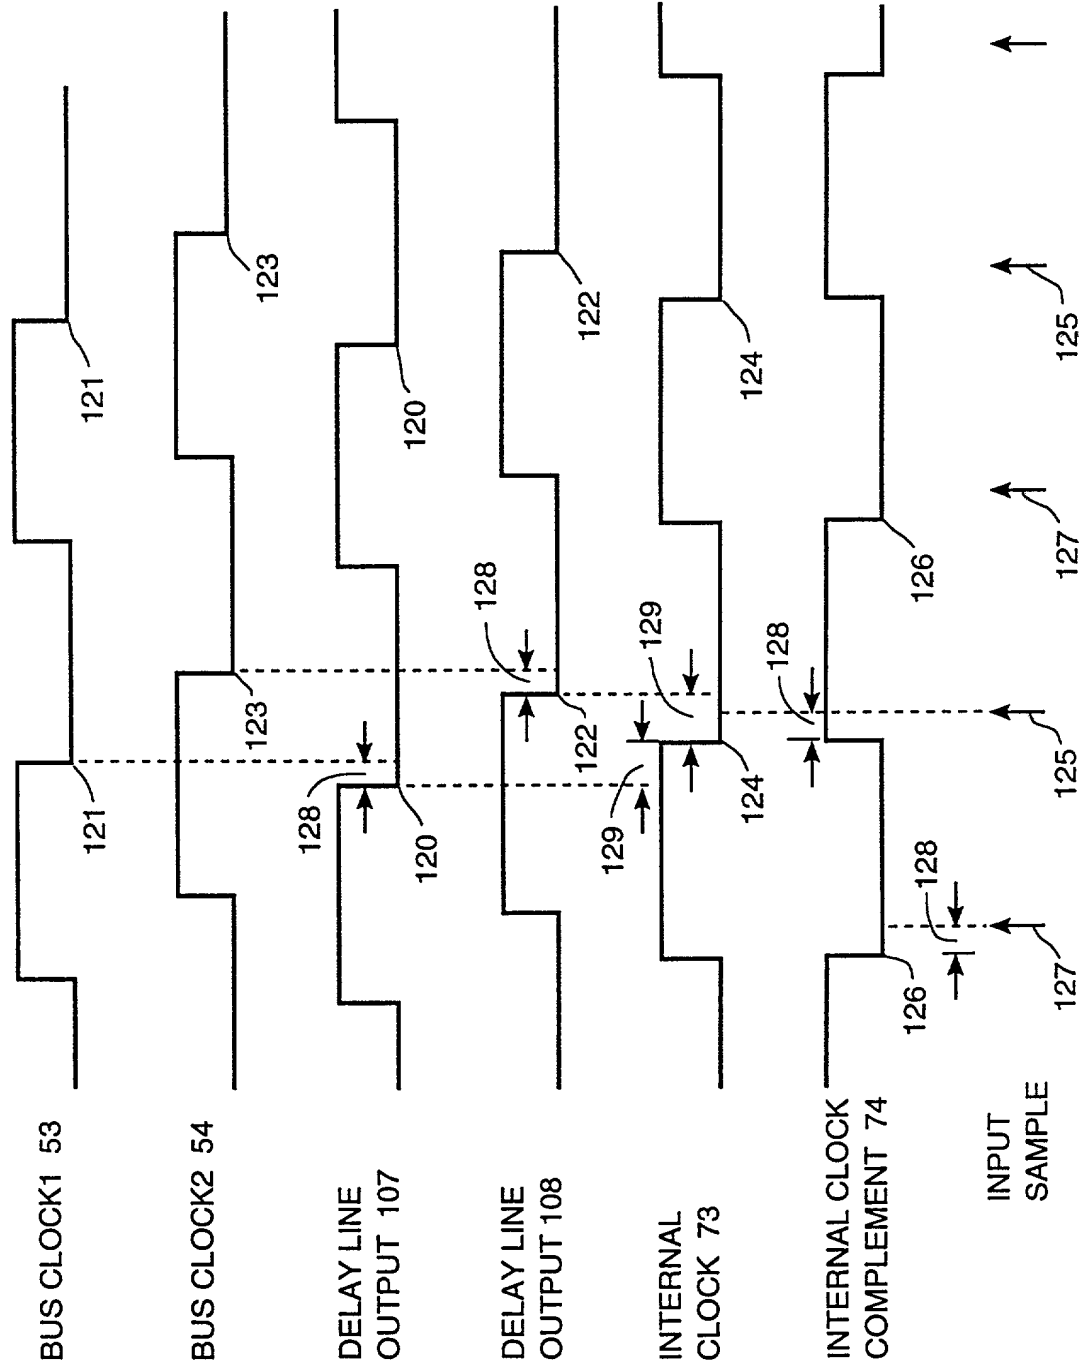 BUS CLOCK1 53
121
121
BUS CLOCK2 54
123
123
DELAY LINE
OUTPUT 107
128
120
120
DELAY LINE
OUTPUT 108
128
122
122
INTERNAL
CLOCK 73
129
129
124
124
INTERNAL CLOCK
COMPLEMENT 74
128
126
126
128
INPUT
SAMPLE
127
125
127
125